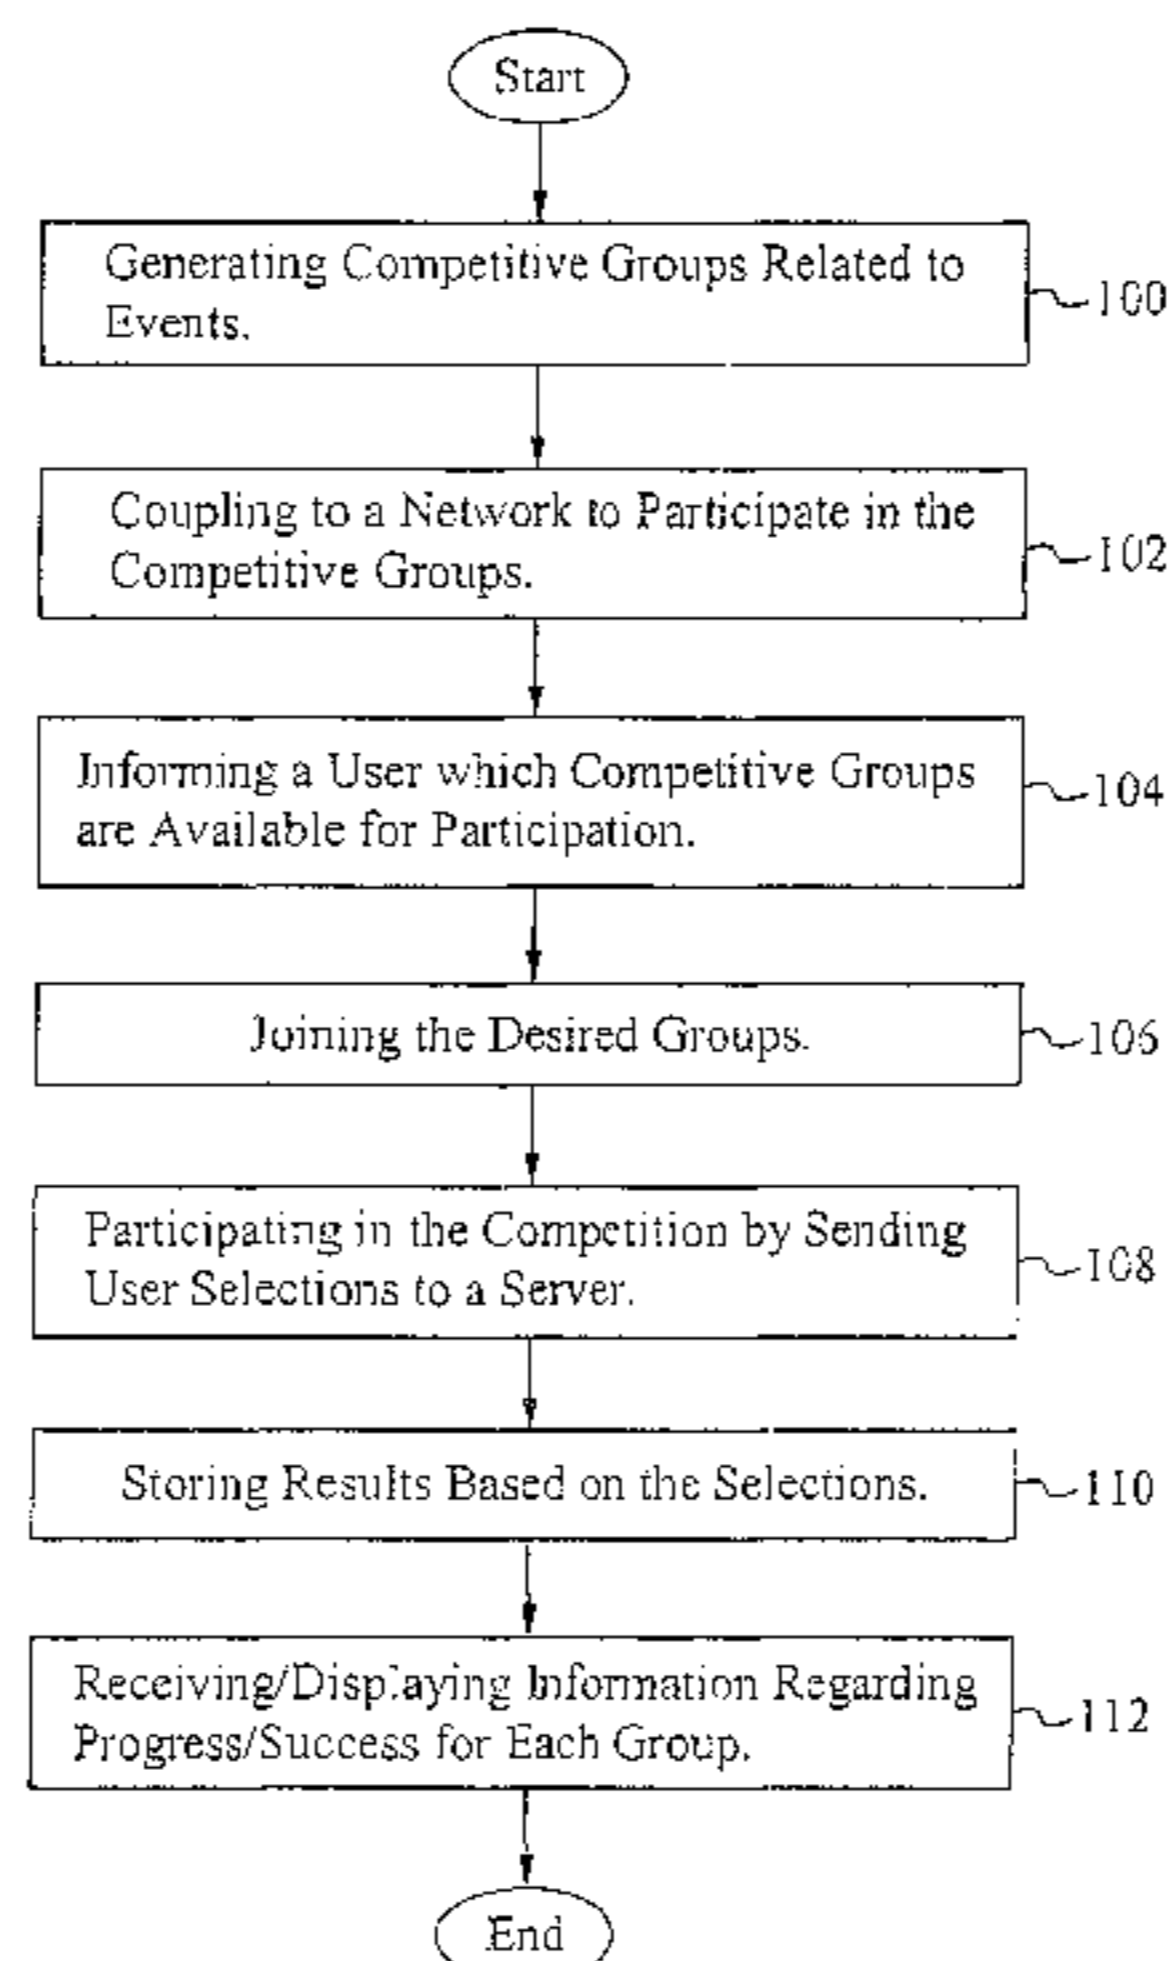 Start
Generating Competitive Groups Related to
Events.
100
Coupling to a Network to Participate in the
Competitive Groups.
102
Informing a User which Competitive Groups
are Available for Participation.
104
Joining the Desired Groups.
106
Participating in the Competition by Sending
User Selections to a Server.
108
Storing Results Based on the Selections.
110
Receiving/Displaying Information Regarding
Progress/Success for Each Group.
112
End